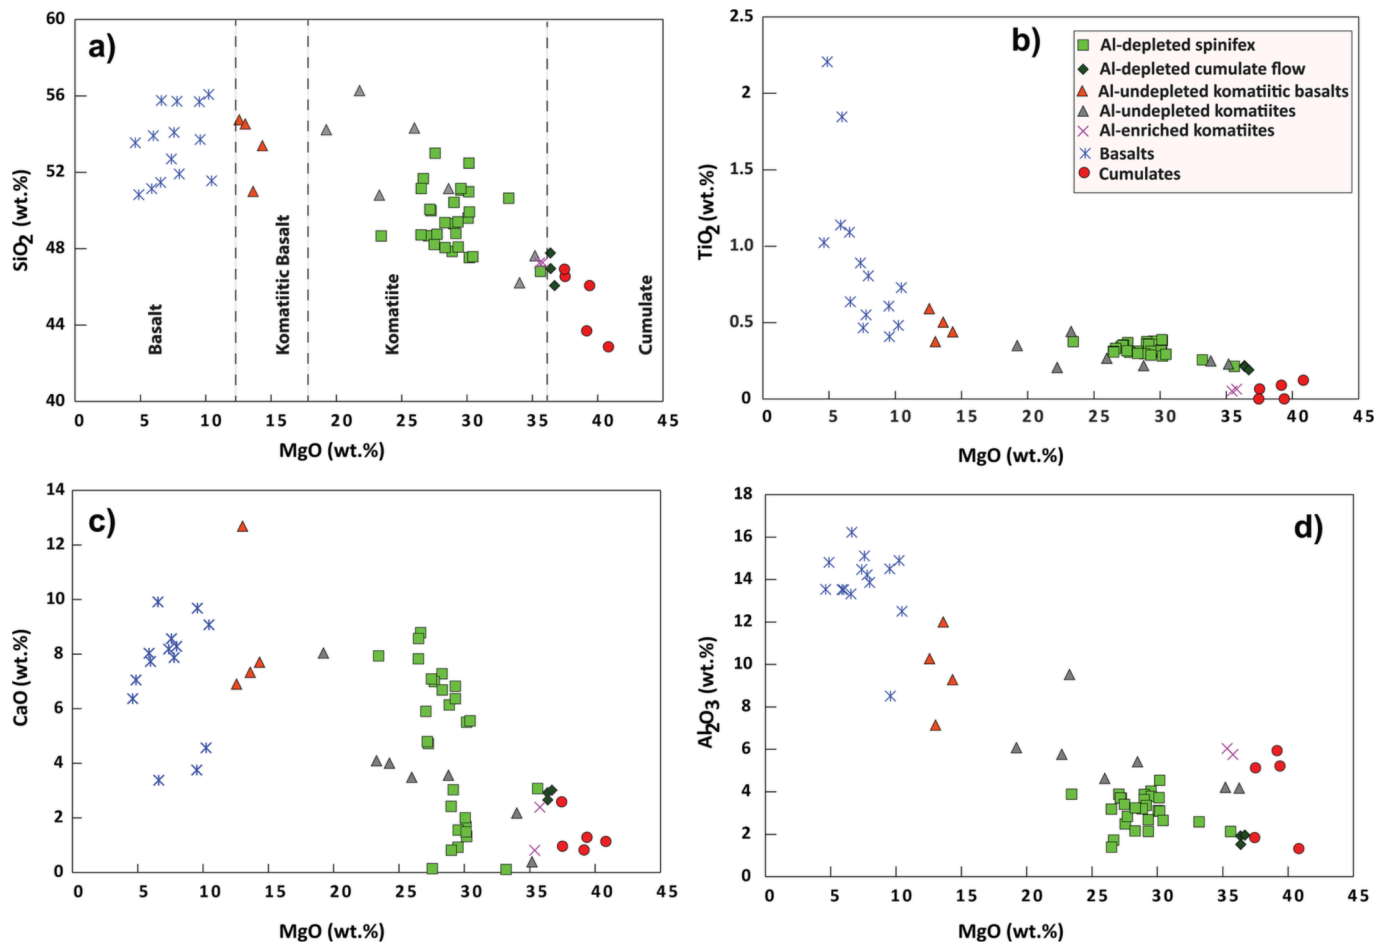 a)
60
56
52
48
44
40
SiO2 (wt.%)
Basalt
Komatiitic Basalt
Komatiite
Cumulate
5 10 15 20 25 30 35 40 45
MgO (wt.%)
b)
2.5
2.0
1.5
1.0
0.5
0
TiO2 (wt.%)
Al-depleted spinifex
Al-depleted cumulate flow
Al-undepleted komatiitic basalts
Al-undepleted komatiites
Al-enriched komatiites
Basalts
Cumulates
0 5 10 15 20 25 30 35 40 45
MgO (wt.%)
c)
14
12
10
8
6
4
2
0
CaO (wt.%)
0 5 10 15 20 25 30 35 40 45
MgO (wt.%)
d)
18
16
14
12
10
8
6
4
2
0
Al2O3 (wt.%)
0 5 10 15 20 25 30 35 40 45
MgO (wt.%)